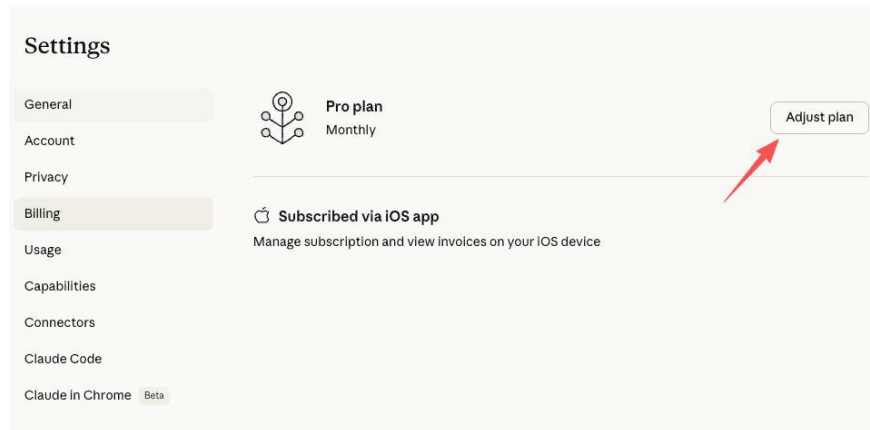 Settings
General
Account
Privacy
Billing
Usage
Capabilities
Connectors
Claude Code
Claude in Chrome Beta
Pro plan
Monthly
Adjust plan
Subscribed via iOS app
Manage subscription and view invoices on your iOS device